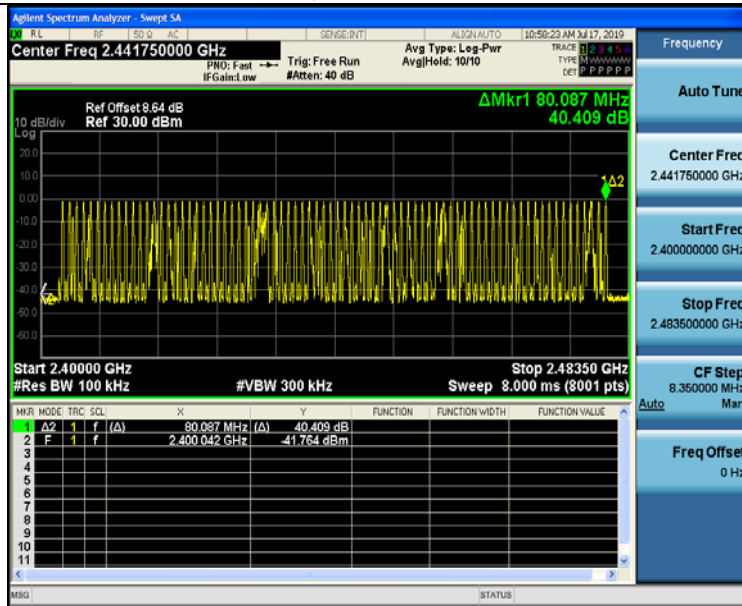 Agilent Spectrum Analyzer - Swept SA
RL RF 50 Ω AC SENSE:INT ALIGN AUTO 10:50:23 AM Jul 17, 2019
Center Freq 2.441750000 GHz
PNO: Fast
IFGain:Low
Trig: Free Run
#Atten: 40 dB
Avg Type: Log-Pwr
Avg|Hold: 10/10
TRACE 1 2 3 4 5 6
TYPE MWWWWW
DET P P P P P P
Ref Offset 8.64 dB
10 dB/div Ref 30.00 dBm
Log
ΔMkr1 80.087 MHz
40.409 dB
20.0
10.0
0.00
-10.0
-20.0
-30.0
-40.0
-50.0
-60.0
1Δ2
Start 2.40000 GHz Stop 2.48350 GHz
#Res BW 100 kHz #VBW 300 kHz Sweep 8.000 ms (8001 pts)
MKR MODE TRC SCL X Y FUNCTION FUNCTION WIDTH FUNCTION VALUE
1 Δ2 1 f (Δ) 80.087 MHz (Δ) 40.409 dB
2 F 1 f 2.400 042 GHz -41.764 dBm
3
4
5
6
7
8
9
10
11
MSG STATUS
Frequency
Auto Tune
Center Freq
2.441750000 GHz
Start Freq
2.400000000 GHz
Stop Freq
2.483500000 GHz
CF Step
8.350000 MHz
Auto Man
Freq Offset
0 Hz